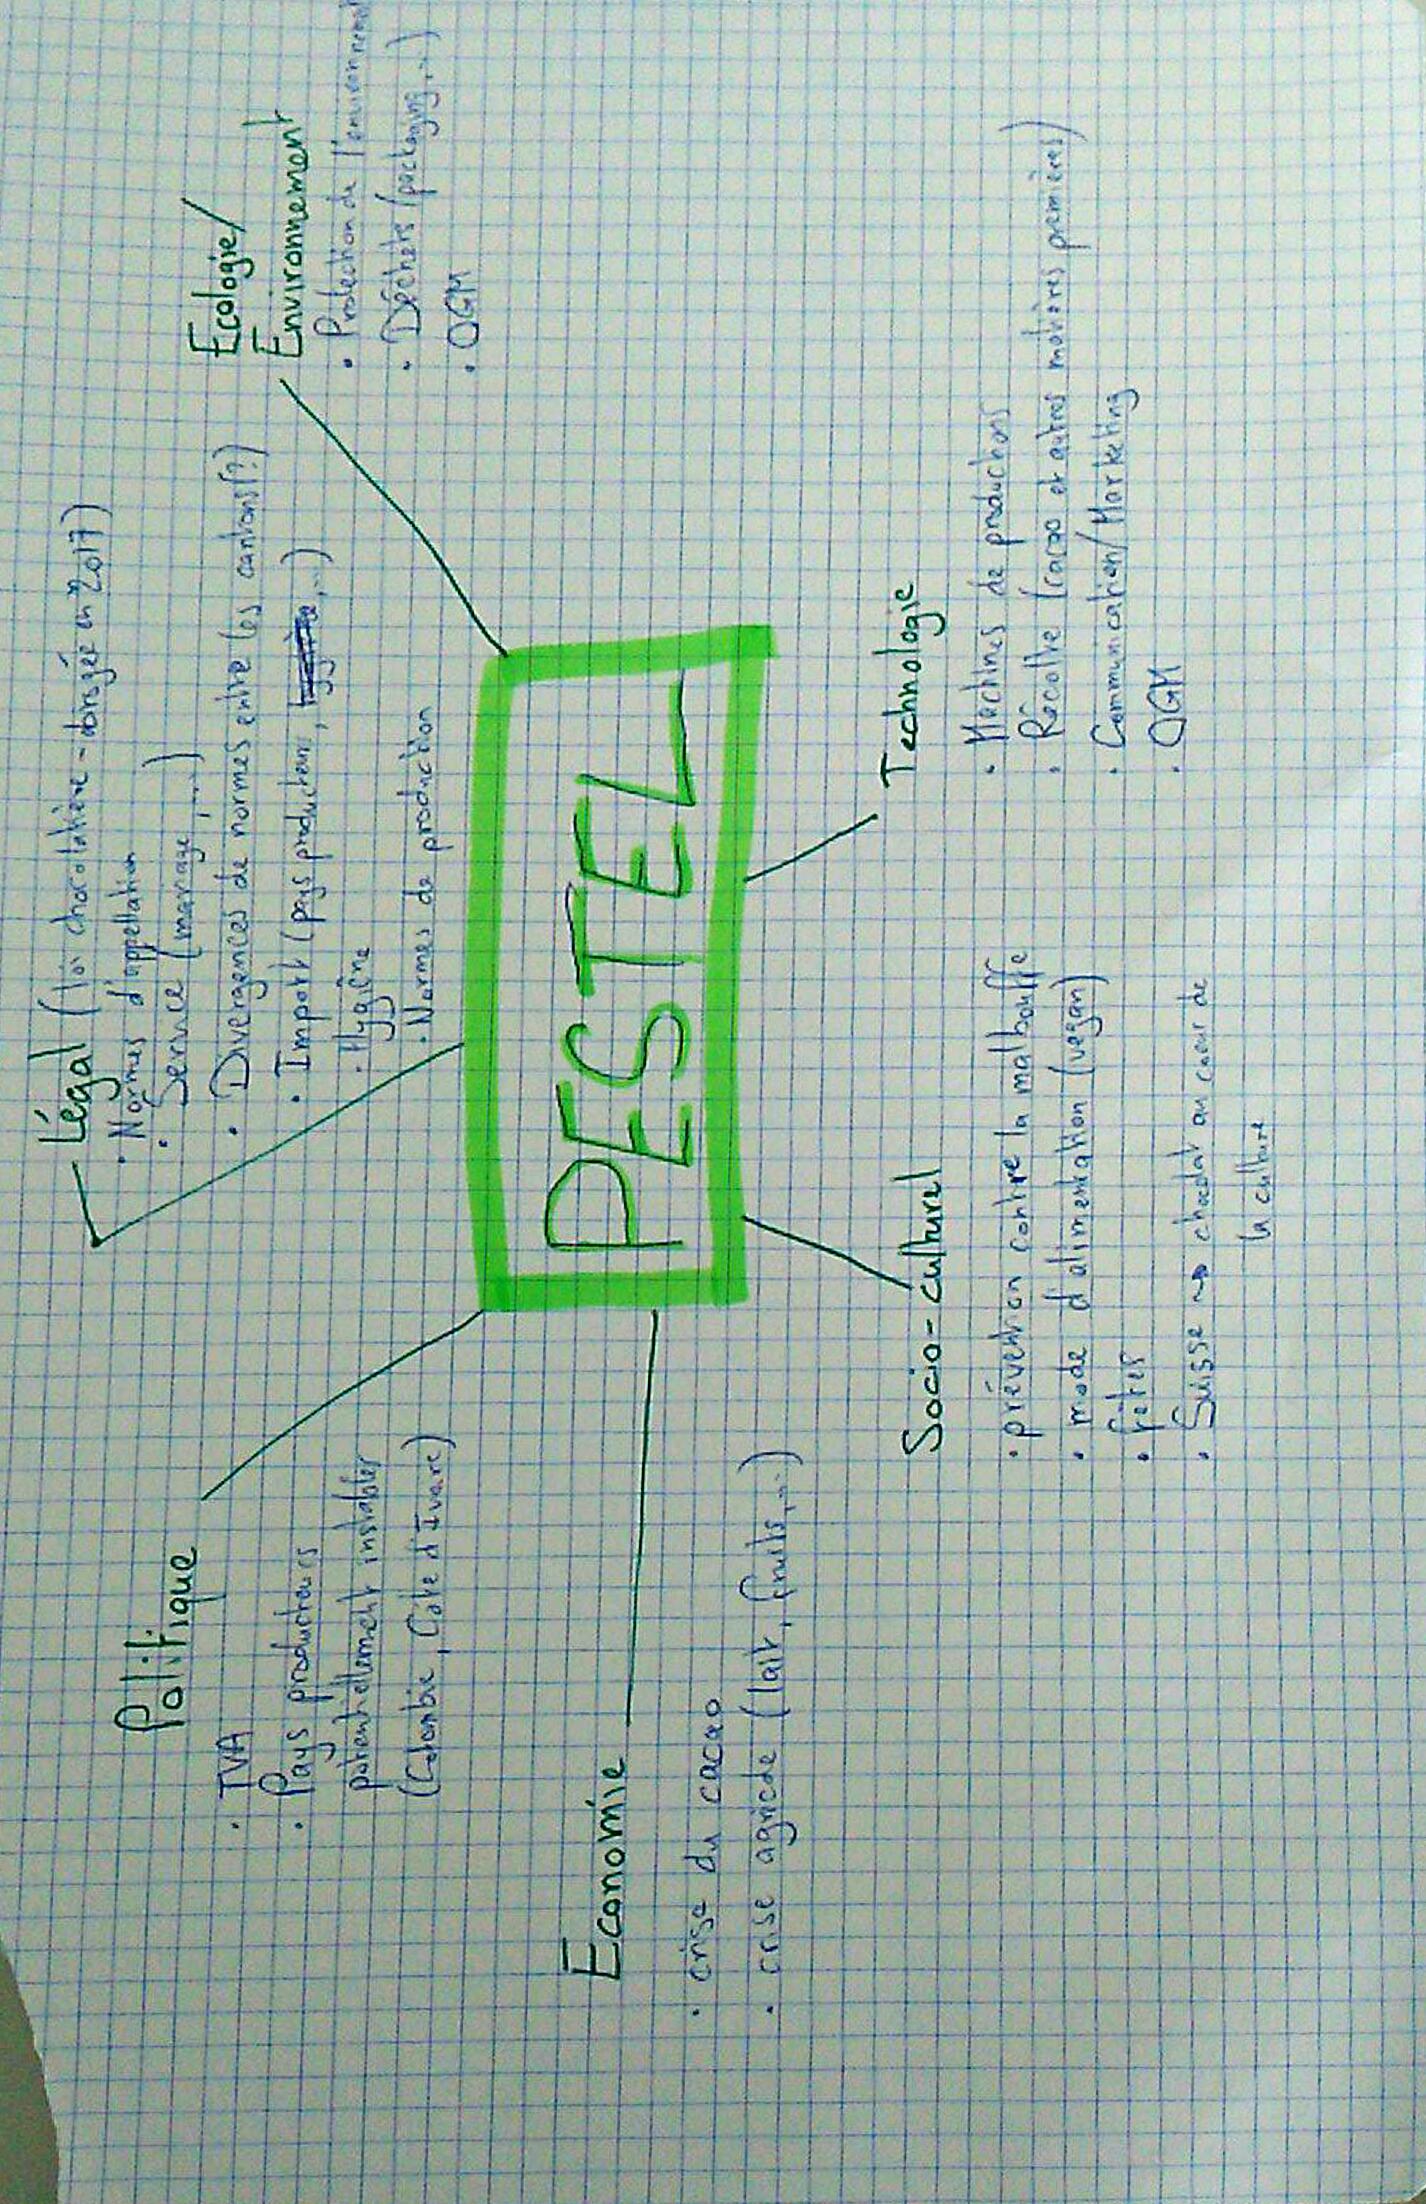 Politique
• TVA
• Pays producteurs
potentiellement instables
(Colombie, Côte d'Ivoire)
Légal (loi chocolatière - abrogée en 2017)
• Normes d'appellation
• Service (mariage,...)
• Divergences de normes entre les cantons(?)
• Import (pays producteurs, hygiène,...)
• Hygiène
• Normes de production
Ecologie/
Environnement
• Protection de l'environnement
• Déchets (packaging,...)
• OGM
PESTEL
Economie
• crise du cacao
• crise agricole (lait, fruits,...)
Socio-culturel
• prévention contre la malbouffe
• mode d'alimentation (vegan)
• fêtes
• Suisse → chocolat au coeur de
la culture
Technologie
• Machines de productions
• Récolte (cacao et autres matières premières)
• Communication/Marketing
• OGM